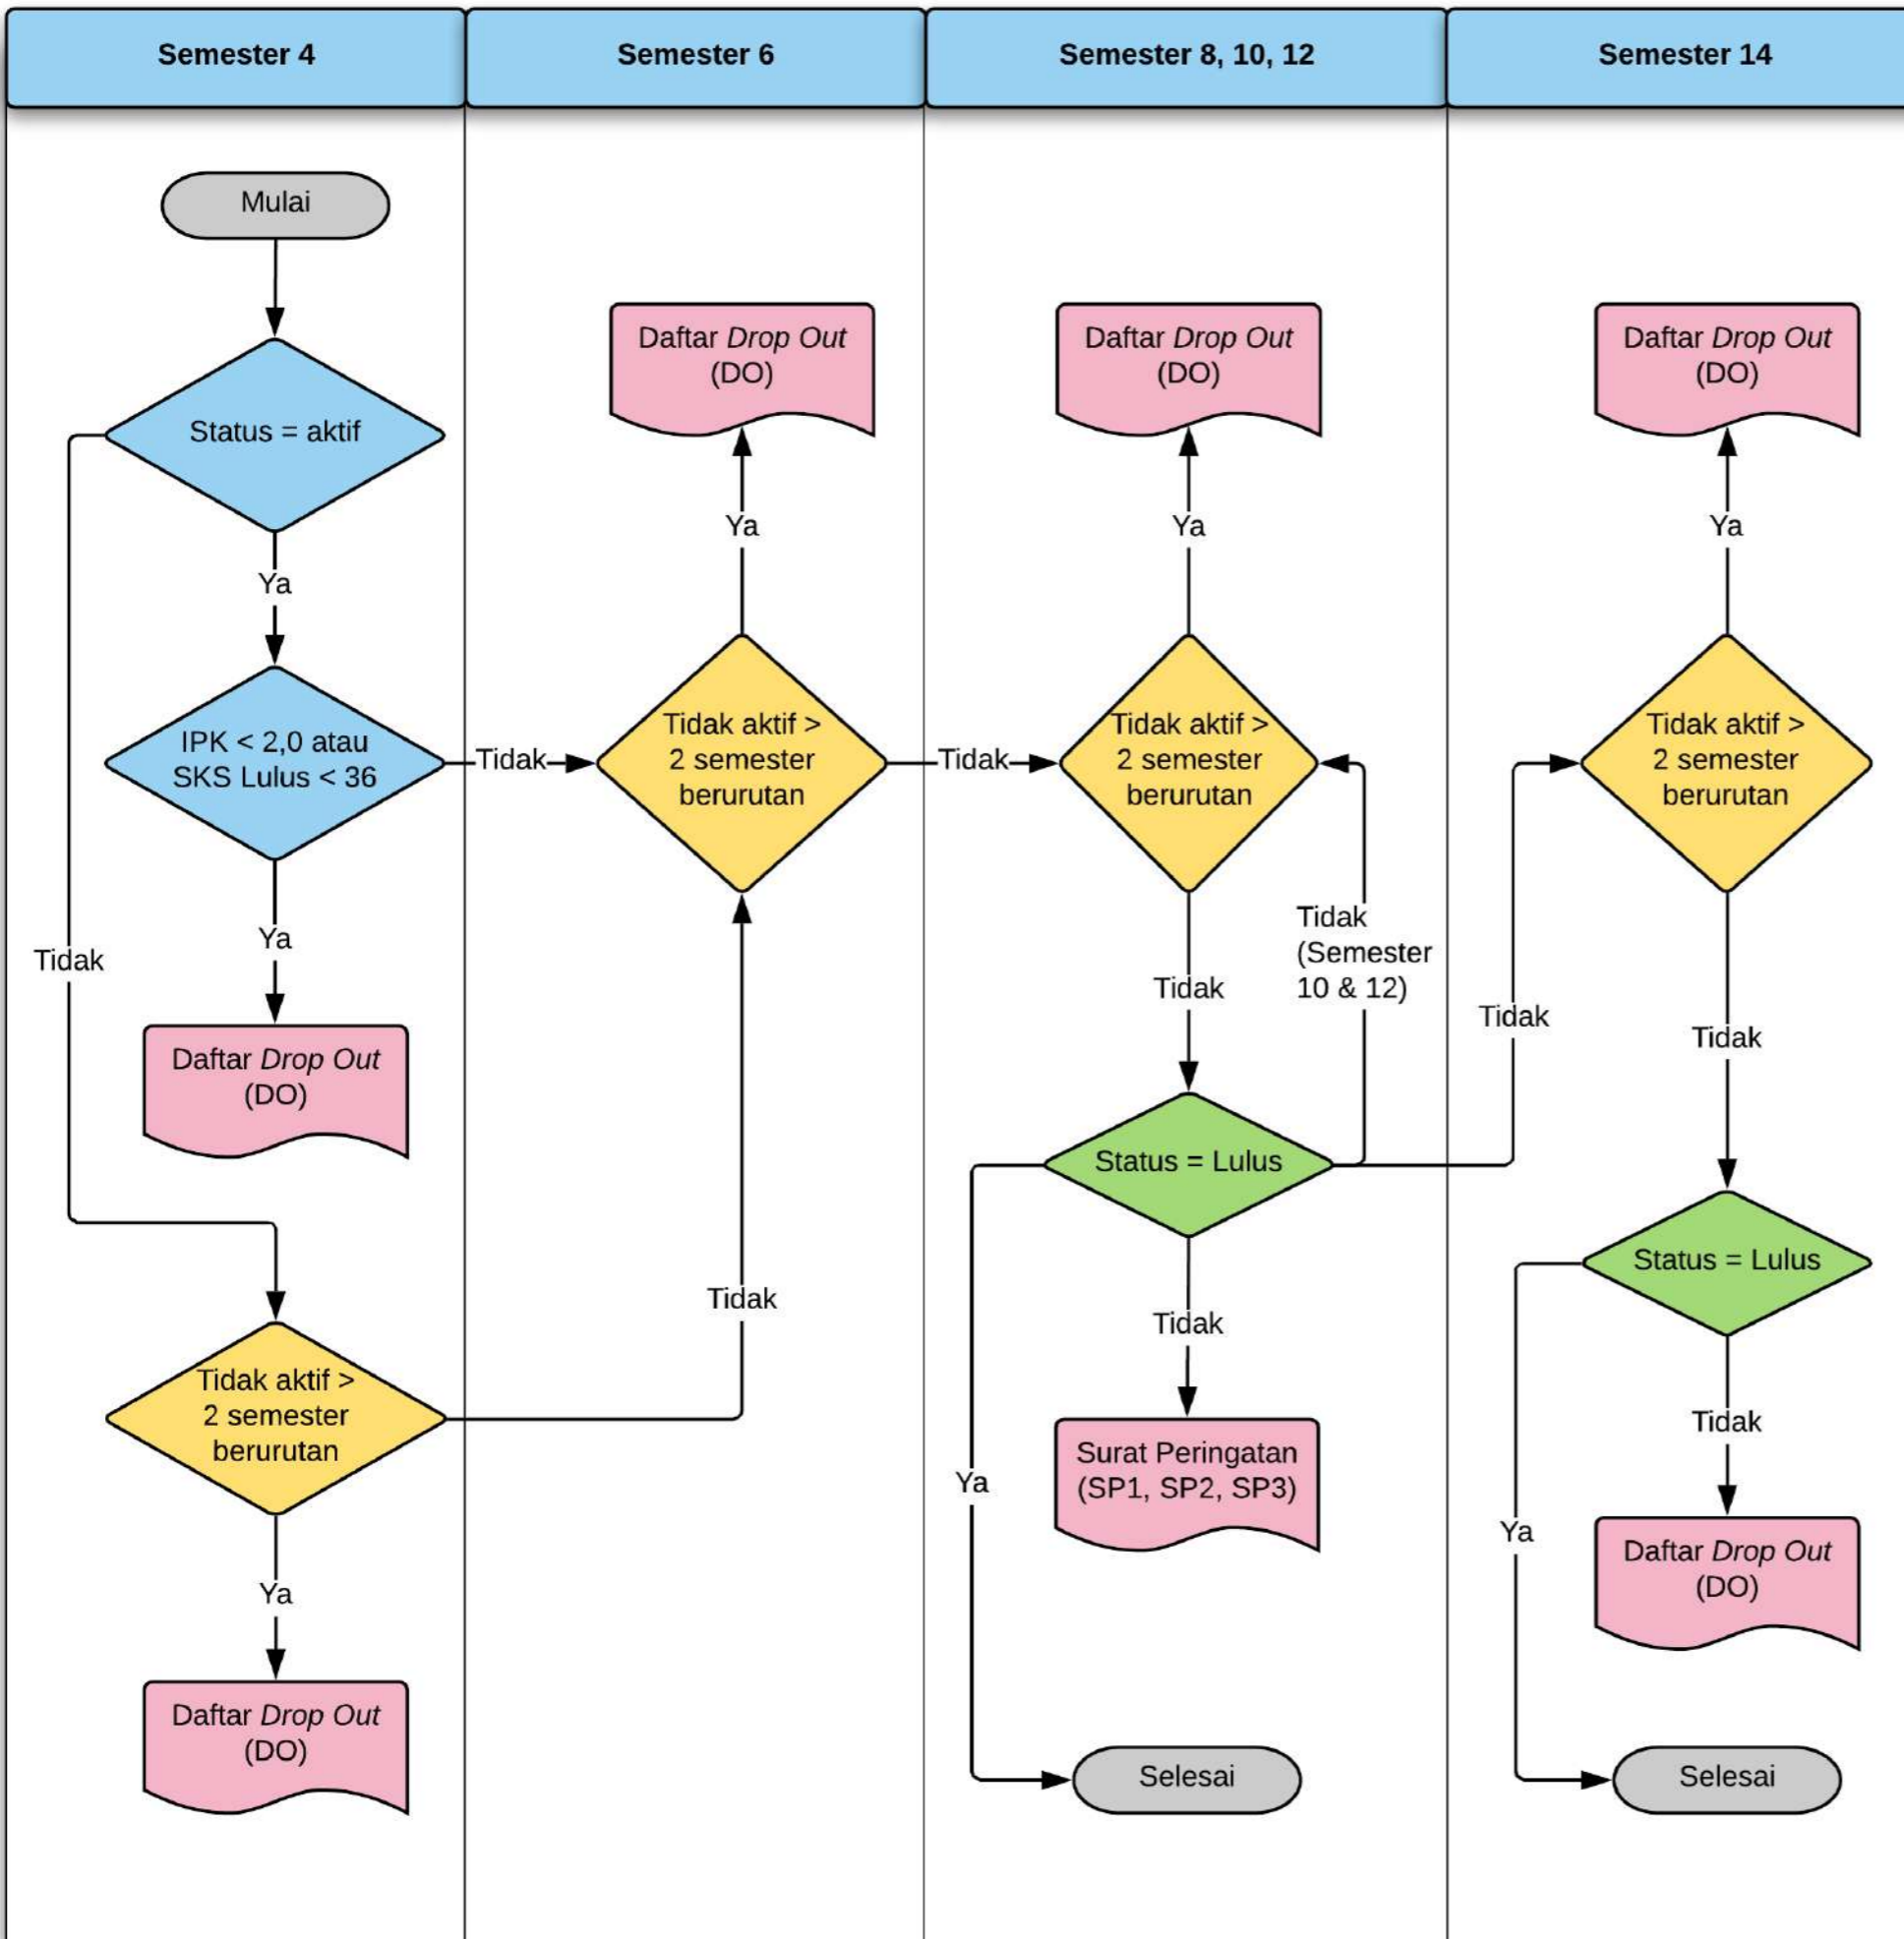 Semester 4
Semester 6
Semester 8, 10, 12
Semester 14
Mulai
Status = aktif
Ya
IPK < 2,0 atau
SKS Lulus < 36
Tidak
Ya
Daftar Drop Out
(DO)
Tidak
Tidak aktif >
2 semester
berurutan
Ya
Daftar Drop Out
(DO)
Daftar Drop Out
(DO)
Ya
Tidak aktif >
2 semester
berurutan
Tidak
Tidak
Daftar Drop Out
(DO)
Ya
Tidak aktif >
2 semester
berurutan
Tidak
(Semester
10 & 12)
Tidak
Status = Lulus
Tidak
Surat Peringatan
(SP1, SP2, SP3)
Ya
Selesai
Tidak
Daftar Drop Out
(DO)
Ya
Tidak aktif >
2 semester
berurutan
Tidak
Status = Lulus
Tidak
Daftar Drop Out
(DO)
Ya
Selesai